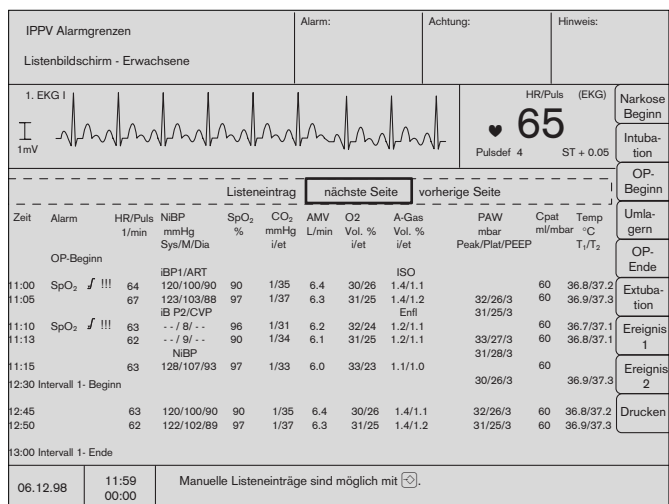 IPPV Alarmgrenzen
Listenbildschirm - Erwachsene
Alarm:
Achtung:
Hinweis:
1. EKG I
1mV
HR/Puls (EKG)
65
Pulsdef 4 ST + 0.05
Narkose Beginn
Intuba-
tion
OP-
Beginn
Umla-
gern
OP-
Ende
Extuba-
tion
Ereignis
1
Ereignis
2
Drucken
Listeneintrag nächste Seite vorherige Seite
Zeit Alarm HR/Puls NiBP SpO₂ CO₂ AMV O2 A-Gas PAW Cpat Temp
1/min mmHg % mmHg L/min Vol. % Vol. % mbar ml/mbar °C
Sys/M/Dia i/et i/et i/et Peak/Plat/PEEP T₁/T₂
OP-Beginn
iBP1/ART ISO
11:00 SpO₂ !!! 64 120/100/90 90 1/35 6.4 30/26 1.4/1.1 60 36.8/37.2
11:05 67 123/103/88 97 1/37 6.3 31/25 1.4/1.2 32/26/3 60 36.9/37.3
iB P2/CVP Enfl 31/25/3
11:10 SpO₂ !!! 63 - - / 8/ - - 96 1/31 6.2 32/24 1.2/1.1 60 36.7/37.1
11:13 62 - - / 9/ - - 90 1/34 6.1 31/25 1.2/1.1 33/27/3 60 36.8/37.1
NiBP 31/28/3
11:15 63 128/107/93 97 1/33 6.0 33/23 1.1/1.0 60
12:30 Intervall 1- Beginn 30/26/3 36.9/37.3
12:45 63 120/100/90 90 1/35 6.4 30/26 1.4/1.1 32/26/3 60 36.8/37.2
12:50 62 122/102/89 97 1/37 6.3 31/25 1.4/1.2 31/25/3 60 36.9/37.3
13:00 Intervall 1- Ende
06.12.98
11:59
00:00
Manuelle Listeneinträge sind möglich mit .